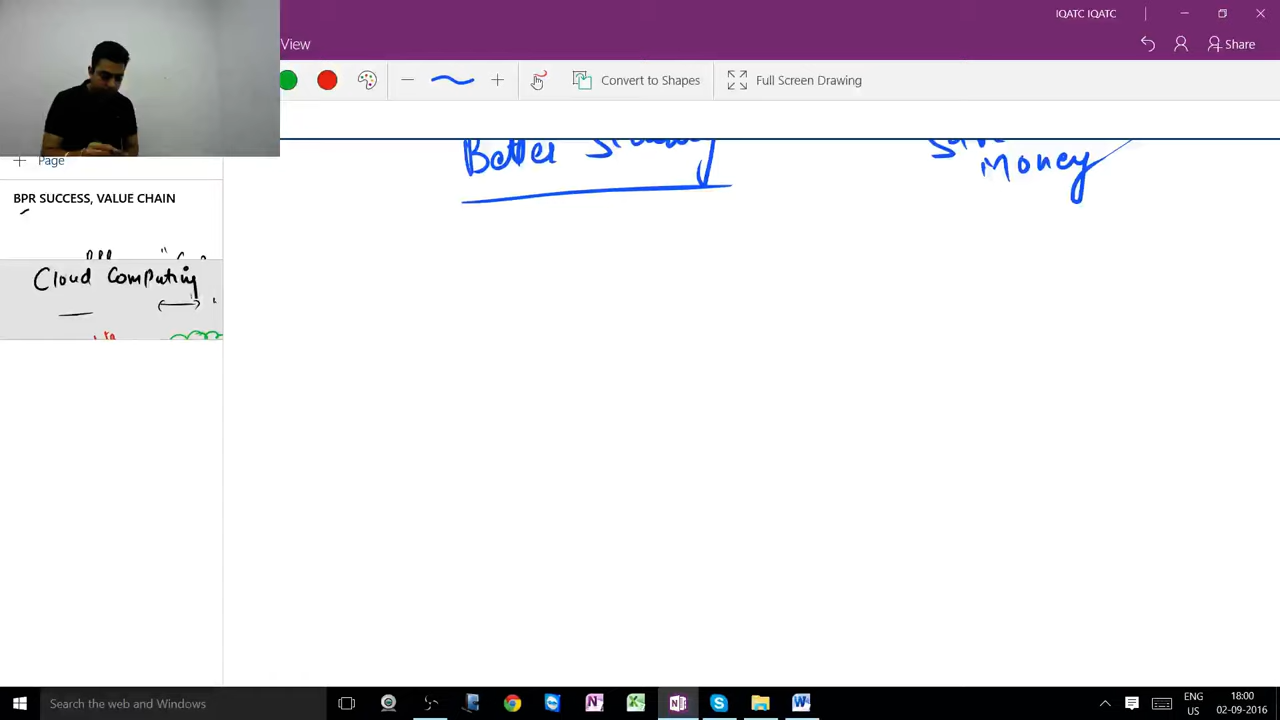 IQATC IQATC
View
Share
Convert to Shapes
Full Screen Drawing
Better
Money
Page
BPR SUCCESS, VALUE CHAIN
Cloud Computing
Search the web and Windows
ENG
US
18:00
02-09-2016